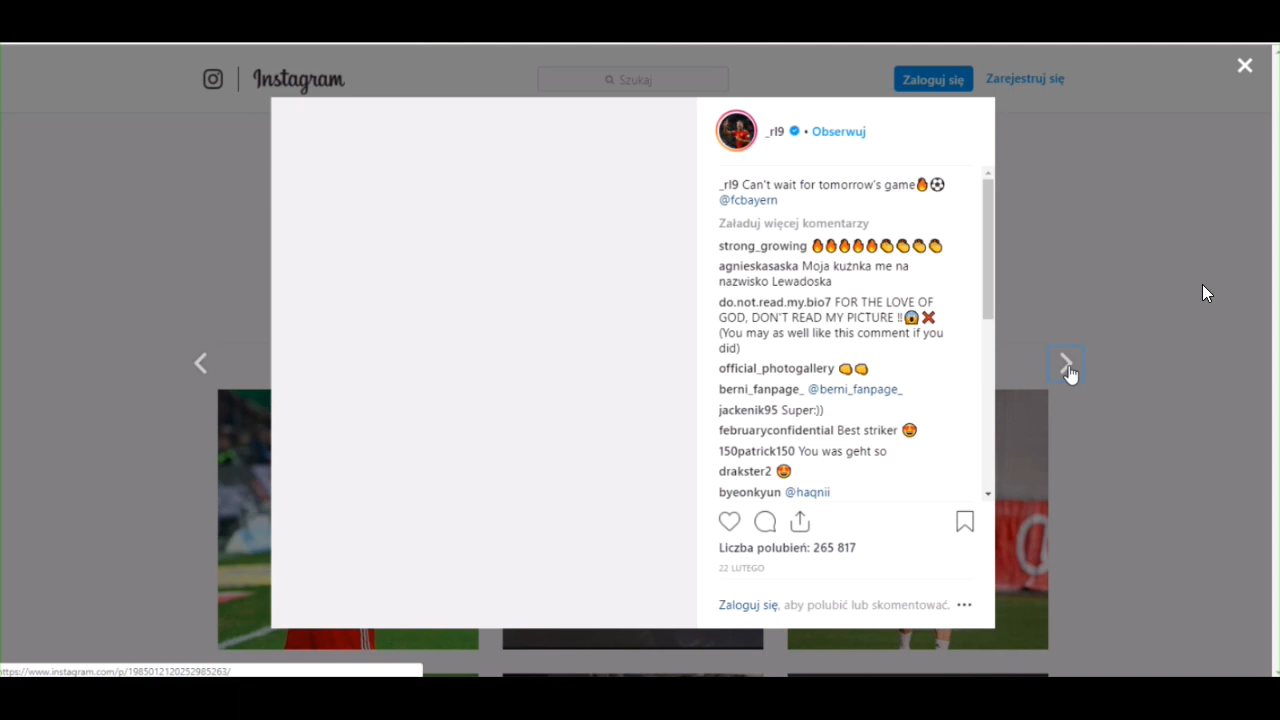 Instagram
Szukaj
Zaloguj się
Zarejestruj się
_rl9 • Obserwuj
_rl9 Can't wait for tomorrow's game🔥⚽
@fcbayern
Załaduj więcej komentarzy
strong_growing 🔥🔥🔥🔥🔥👏👏👏👏
agnieskasaska Moja kużnka me na
nazwisko Lewadoska
do.not.read.my.bio7 FOR THE LOVE OF
GOD, DON'T READ MY PICTURE ‼😱❌
(You may as well like this comment if you
did)
official_photogallery 👊👊
berni_fanpage_ @berni_fanpage_
jackenik95 Super:))
februaryconfidential Best striker 😍
150patrick150 You was geht so
drakster2 😍
byeonkyun @haqnii
Liczba polubień: 265 817
22 LUTEGO
Zaloguj się, aby polubić lub skomentować.
https://www.instagram.com/p/1985012120252985263/